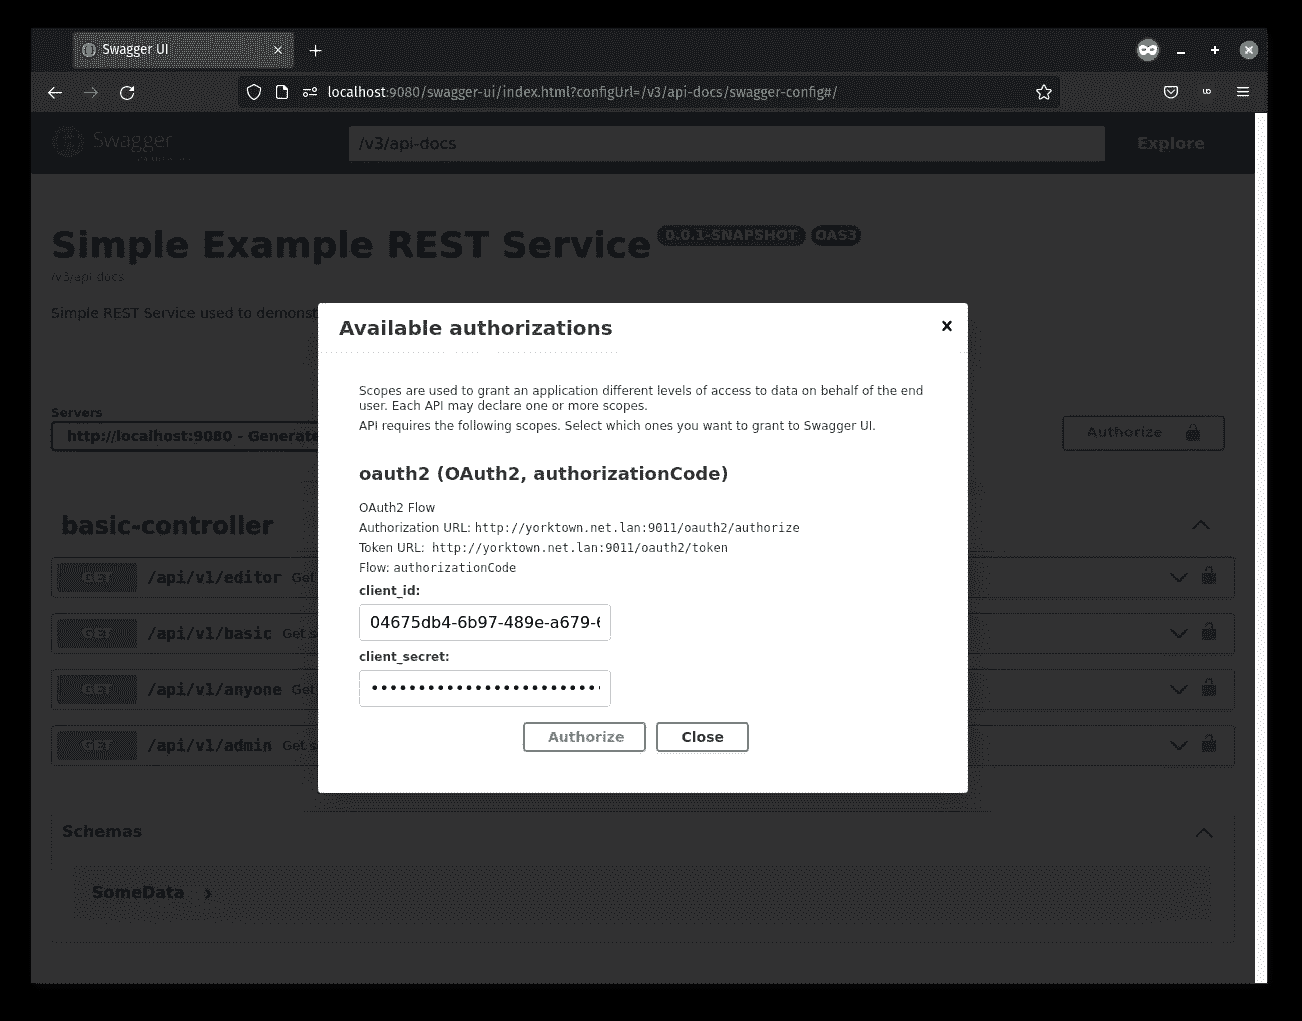 Swagger UI
localhost:9080/swagger-ui/index.html?configUrl=/v3/api-docs/swagger-config#/
Swagger
/v3/api-docs
Explore
Simple Example REST Service 0.0.1-SNAPSHOT OAS3
/v3/api-docs
Simple REST Service used to
Available authorizations
Scopes are used to grant an application different levels of access to data on behalf of the end
user. Each API may declare one or more scopes.
API requires the following scopes. Select which ones you want to grant to Swagger UI.
Servers
http://localhost:9080 -
Authorize
oauth2 (OAuth2, authorizationCode)
OAuth2 Flow
Authorization URL: http://yorktown.net.lan:9011/oauth2/authorize
Token URL: http://yorktown.net.lan:9011/oauth2/token
Flow: authorizationCode
client_id:
04675db4-6b97-489e-a679-
client_secret:
Authorize
Close
basic-controller
GET /api/v1/editor Get
GET /api/v1/basic Get
GET /api/v1/anyone Get
GET /api/v1/admin Get
Schemas
SomeData